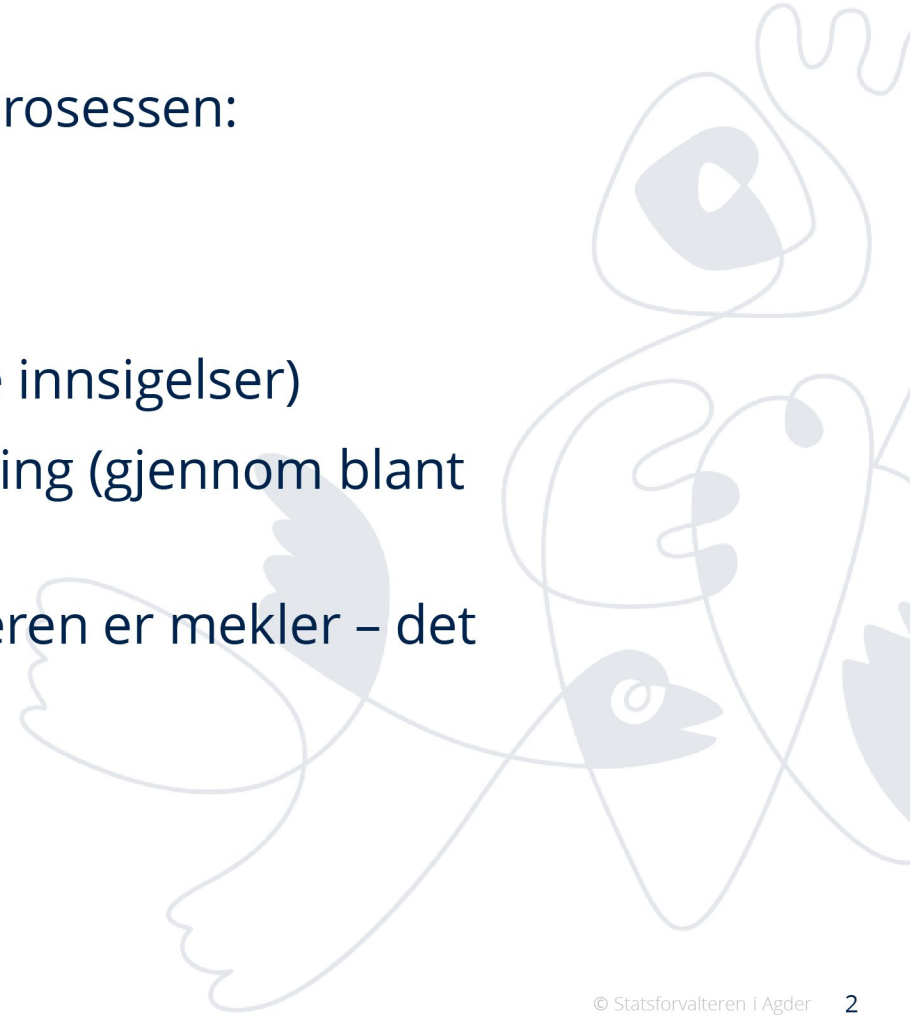 rosessen:
innsigelser)
ing (gjennom blant
eren er mekler – det
© Statsforvalteren i Agder 2